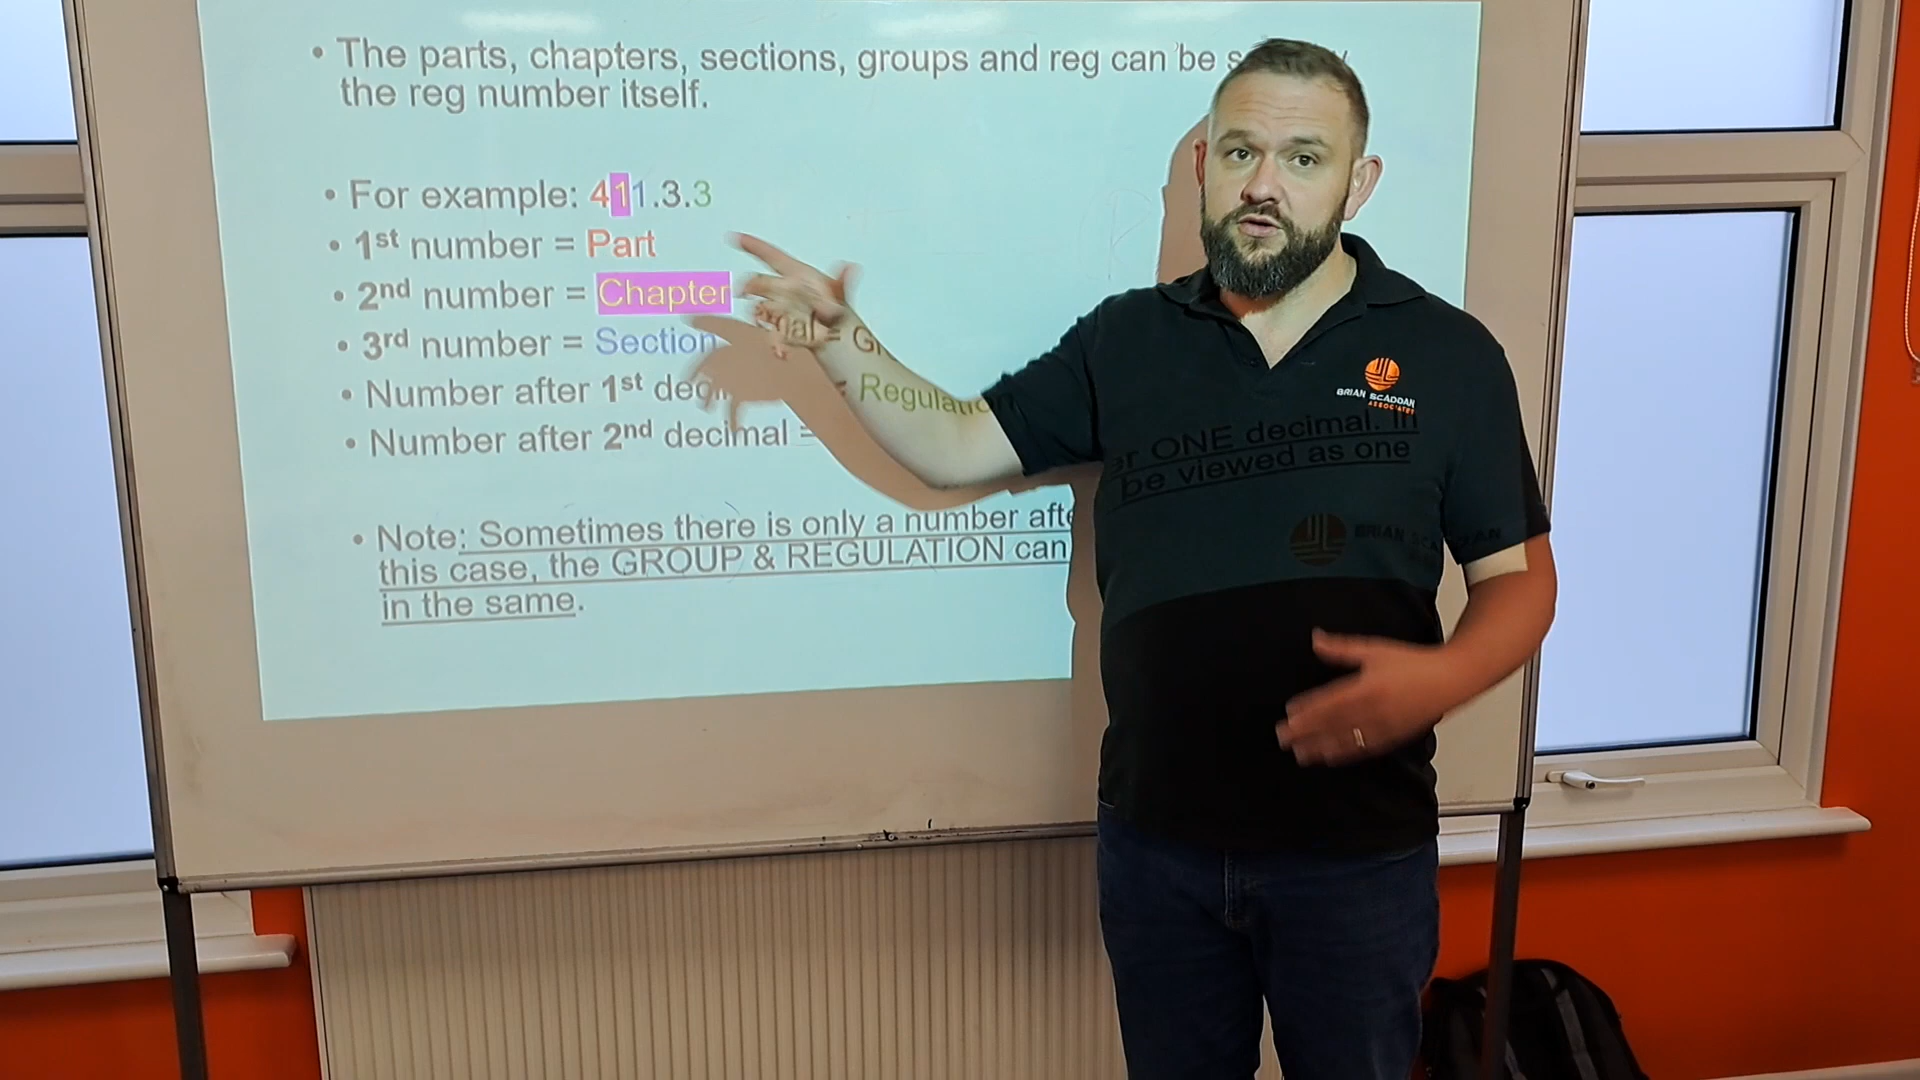 • The parts, chapters, sections, groups and reg can be
the reg number itself.
• For example: 411.3.3
• 1st number = Part
• 2nd number = Chapter
• 3rd number = Section
• Number after 1st
• Number after 2nd decimal = Regulation
• Note: Sometimes there is only a number after ONE decimal. In
this case, the GROUP & REGULATION can be viewed as one
in the same.
BRIAN SCADDAN
ASSOCIATES
BRIAN SCADDAN